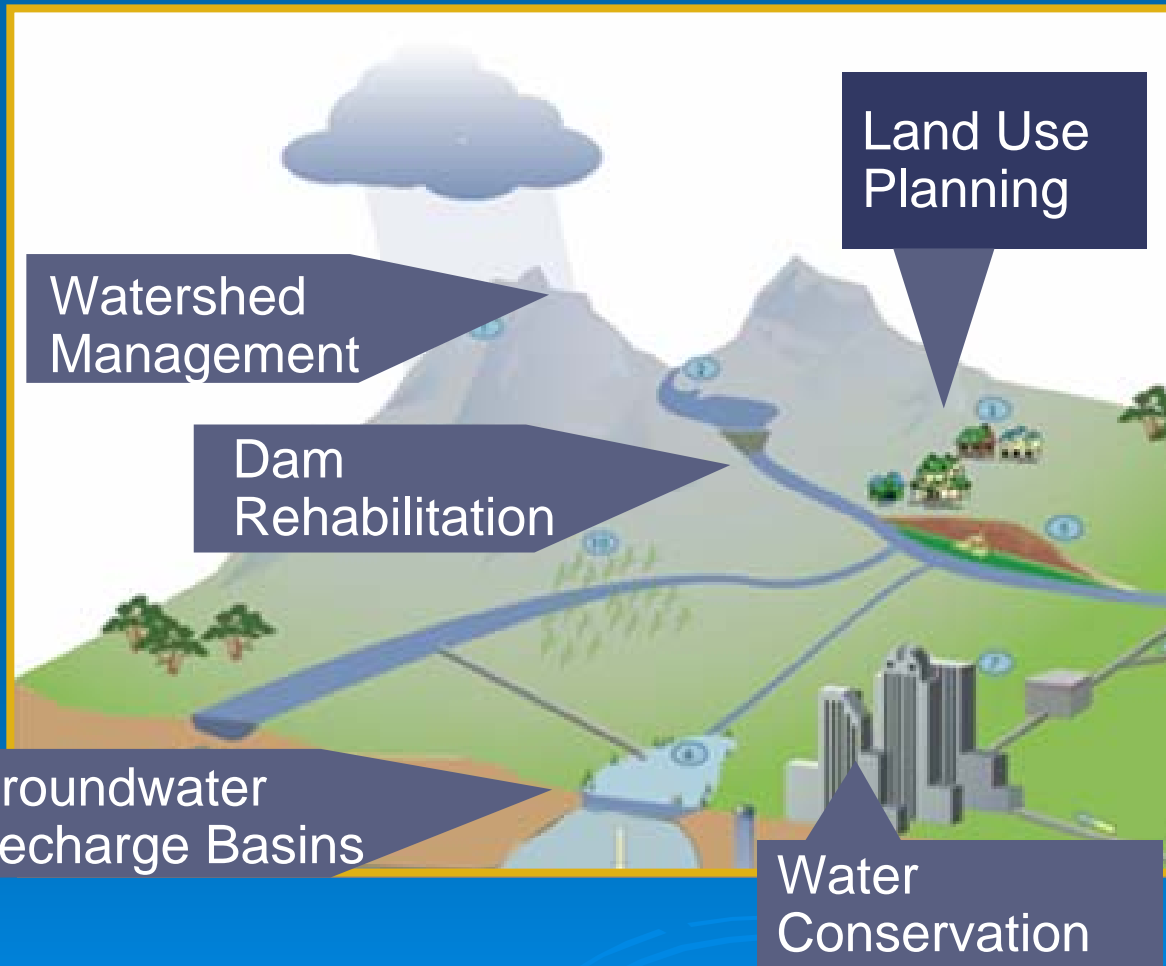 Land Use
Planning
Watershed
Management
Dam
Rehabilitation
roundwater
echarge Basins
Water
Conservation